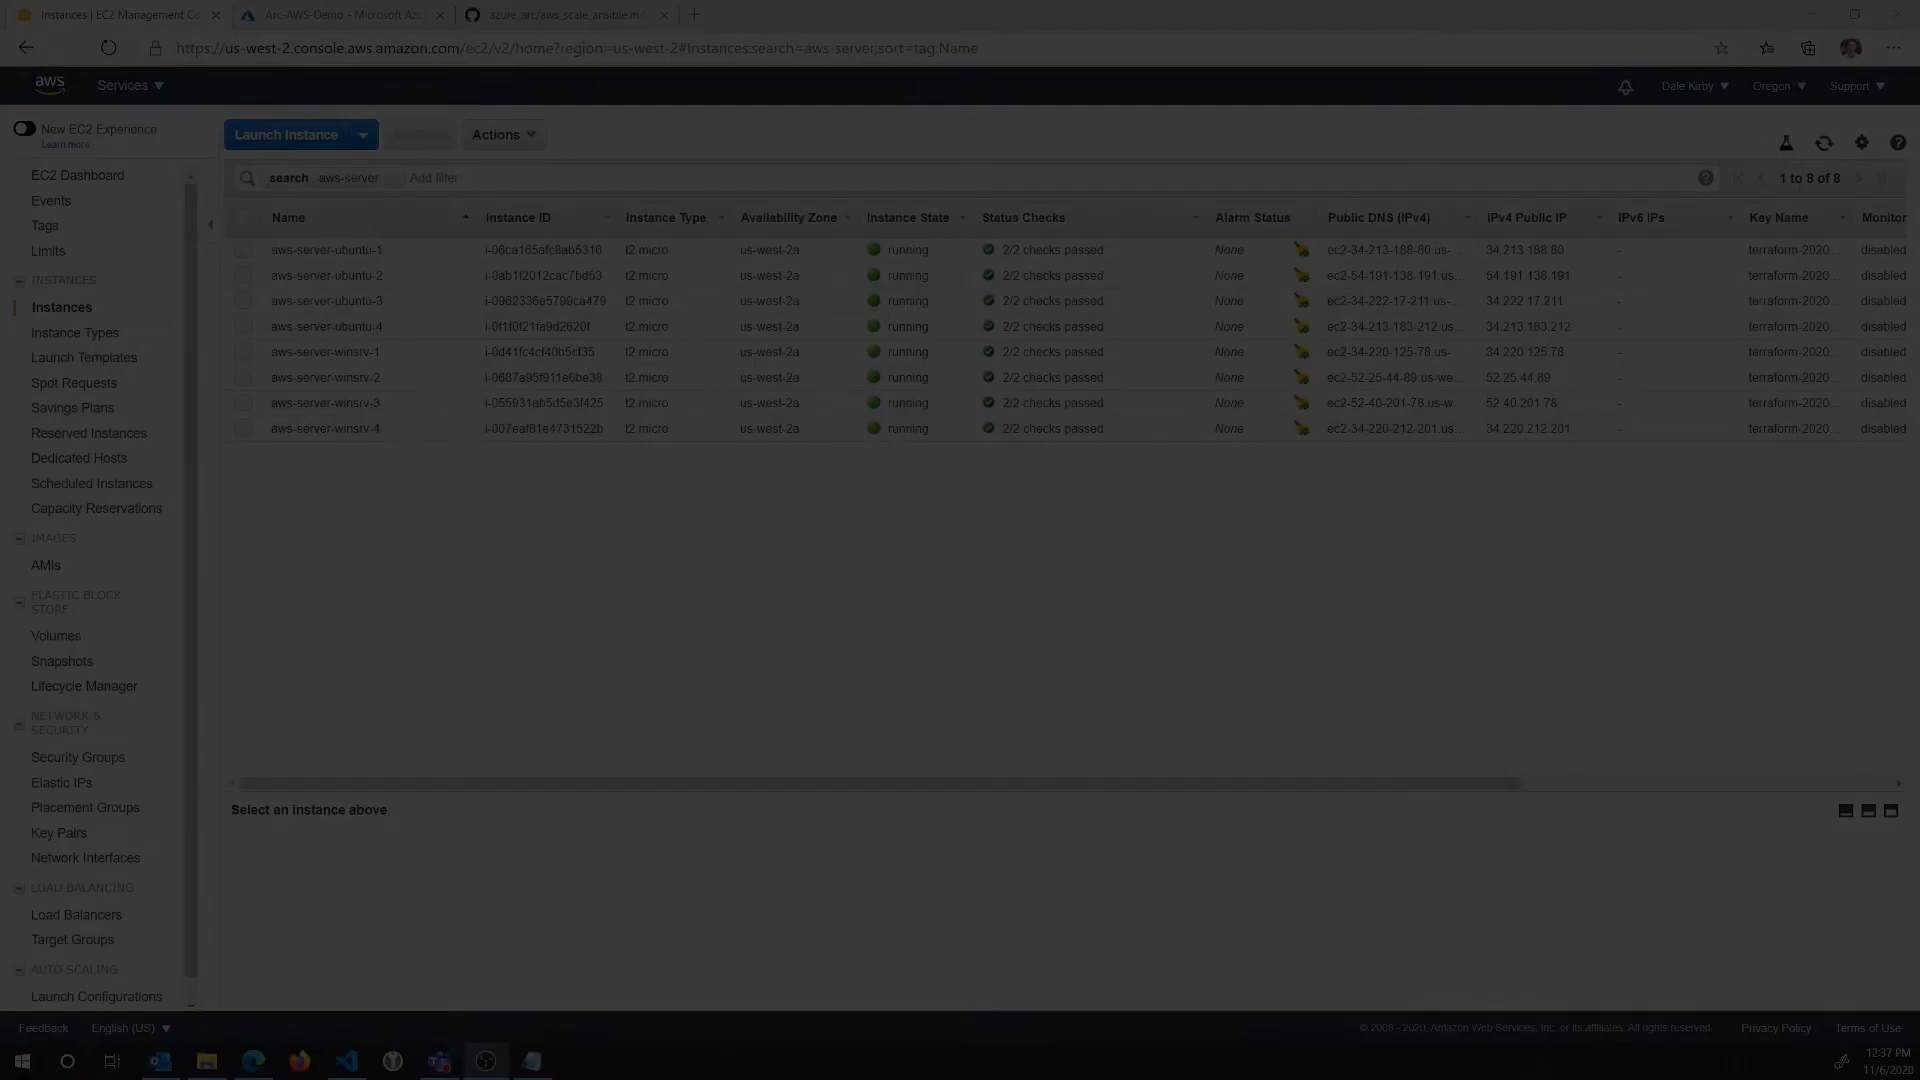 Instances | EC2 Management Co
Arc-AWS-Demo - Microsoft Azu
azure_arc/aws_scale_ansible.md
https://us-west-2.console.aws.amazon.com/ec2/v2/home?region=us-west-2#Instances:search=aws-server;sort=tag:Name
aws Services Dale Kirby Oregon Support
New EC2 Experience
Learn more
Launch Instance Actions
search : aws-server Add filter 1 to 8 of 8
Name Instance ID Instance Type Availability Zone Instance State Status Checks Alarm Status Public DNS (IPv4) IPv4 Public IP IPv6 IPs Key Name Monitor
aws-server-ubuntu-1 i-06ca165afc8ab5316 t2.micro us-west-2a running 2/2 checks passed None ec2-34-213-188-80.us-... 34.213.188.80 - terraform-2020... disabled
aws-server-ubuntu-2 i-0ab1f2012cac7bd53 t2.micro us-west-2a running 2/2 checks passed None ec2-54-191-138-191.us... 54.191.138.191 - terraform-2020... disabled
aws-server-ubuntu-3 i-0962336e5799ca479 t2.micro us-west-2a running 2/2 checks passed None ec2-34-222-17-211.us-... 34.222.17.211 - terraform-2020... disabled
aws-server-ubuntu-4 i-0f1f0f21fa9d2620f t2.micro us-west-2a running 2/2 checks passed None ec2-34-213-183-212.us... 34.213.183.212 - terraform-2020... disabled
aws-server-winsrv-1 i-0d41fc4cf40b5cf35 t2.micro us-west-2a running 2/2 checks passed None ec2-34-220-125-78.us-... 34.220.125.78 - terraform-2020... disabled
aws-server-winsrv-2 i-0687a95f911e6be38 t2.micro us-west-2a running 2/2 checks passed None ec2-52-25-44-89.us-we... 52.25.44.89 - terraform-2020... disabled
aws-server-winsrv-3 i-055931ab5d5e3f425 t2.micro us-west-2a running 2/2 checks passed None ec2-52-40-201-78.us-w... 52.40.201.78 - terraform-2020... disabled
aws-server-winsrv-4 i-007eaf81e4731522b t2.micro us-west-2a running 2/2 checks passed None ec2-34-220-212-201.us... 34.220.212.201 - terraform-2020... disabled
EC2 Dashboard
Events
Tags
Limits
INSTANCES
Instances
Instance Types
Launch Templates
Spot Requests
Savings Plans
Reserved Instances
Dedicated Hosts
Scheduled Instances
Capacity Reservations
IMAGES
AMIs
ELASTIC BLOCK
STORE
Volumes
Snapshots
Lifecycle Manager
NETWORK &
SECURITY
Security Groups
Elastic IPs
Placement Groups
Key Pairs
Network Interfaces
LOAD BALANCING
Load Balancers
Target Groups
AUTO SCALING
Launch Configurations
Select an instance above
Feedback English (US) © 2008 - 2020, Amazon Web Services, Inc. or its affiliates. All rights reserved. Privacy Policy Terms of Use
12:37 PM
11/6/2020